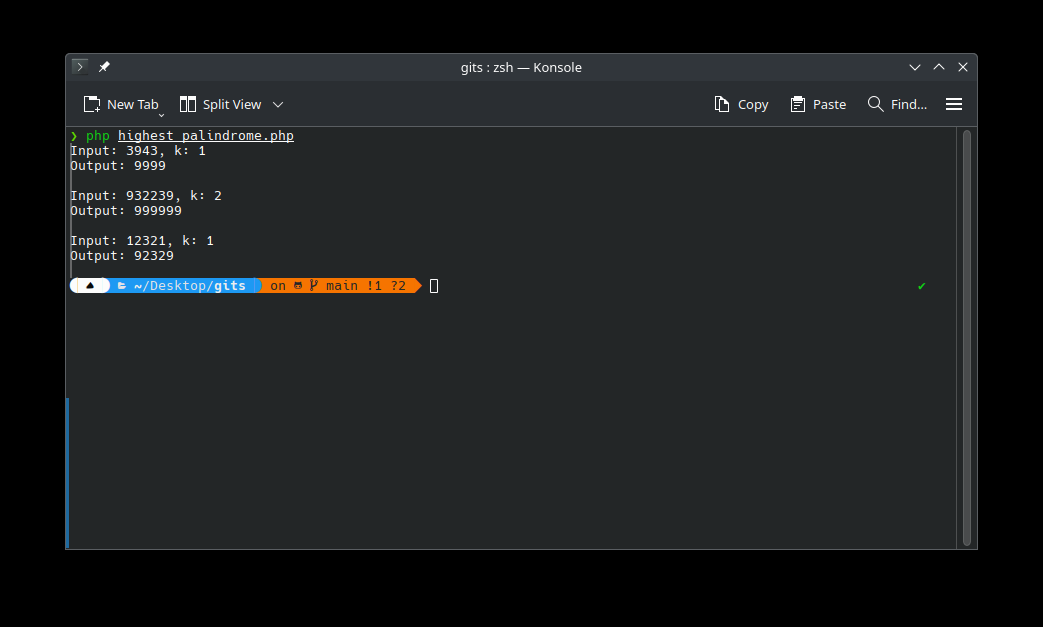 gits : zsh — Konsole
New Tab Split View Copy Paste Find...
❯ php highest_palindrome.php
Input: 3943, k: 1
Output: 9999
Input: 932239, k: 2
Output: 999999
Input: 12321, k: 1
Output: 92329
~/Desktop/gits on main !1 ?2 ✔